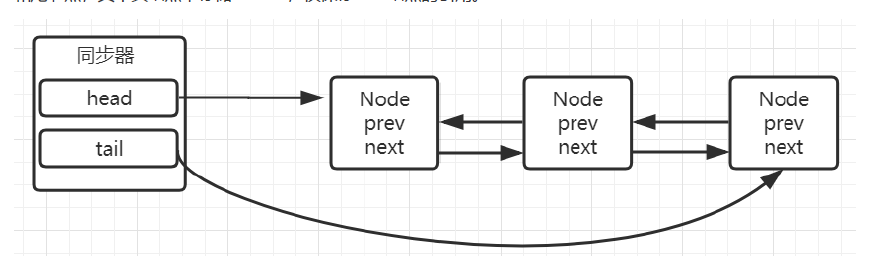 同步器
head
tail
Node
prev
next
Node
prev
next
Node
prev
next